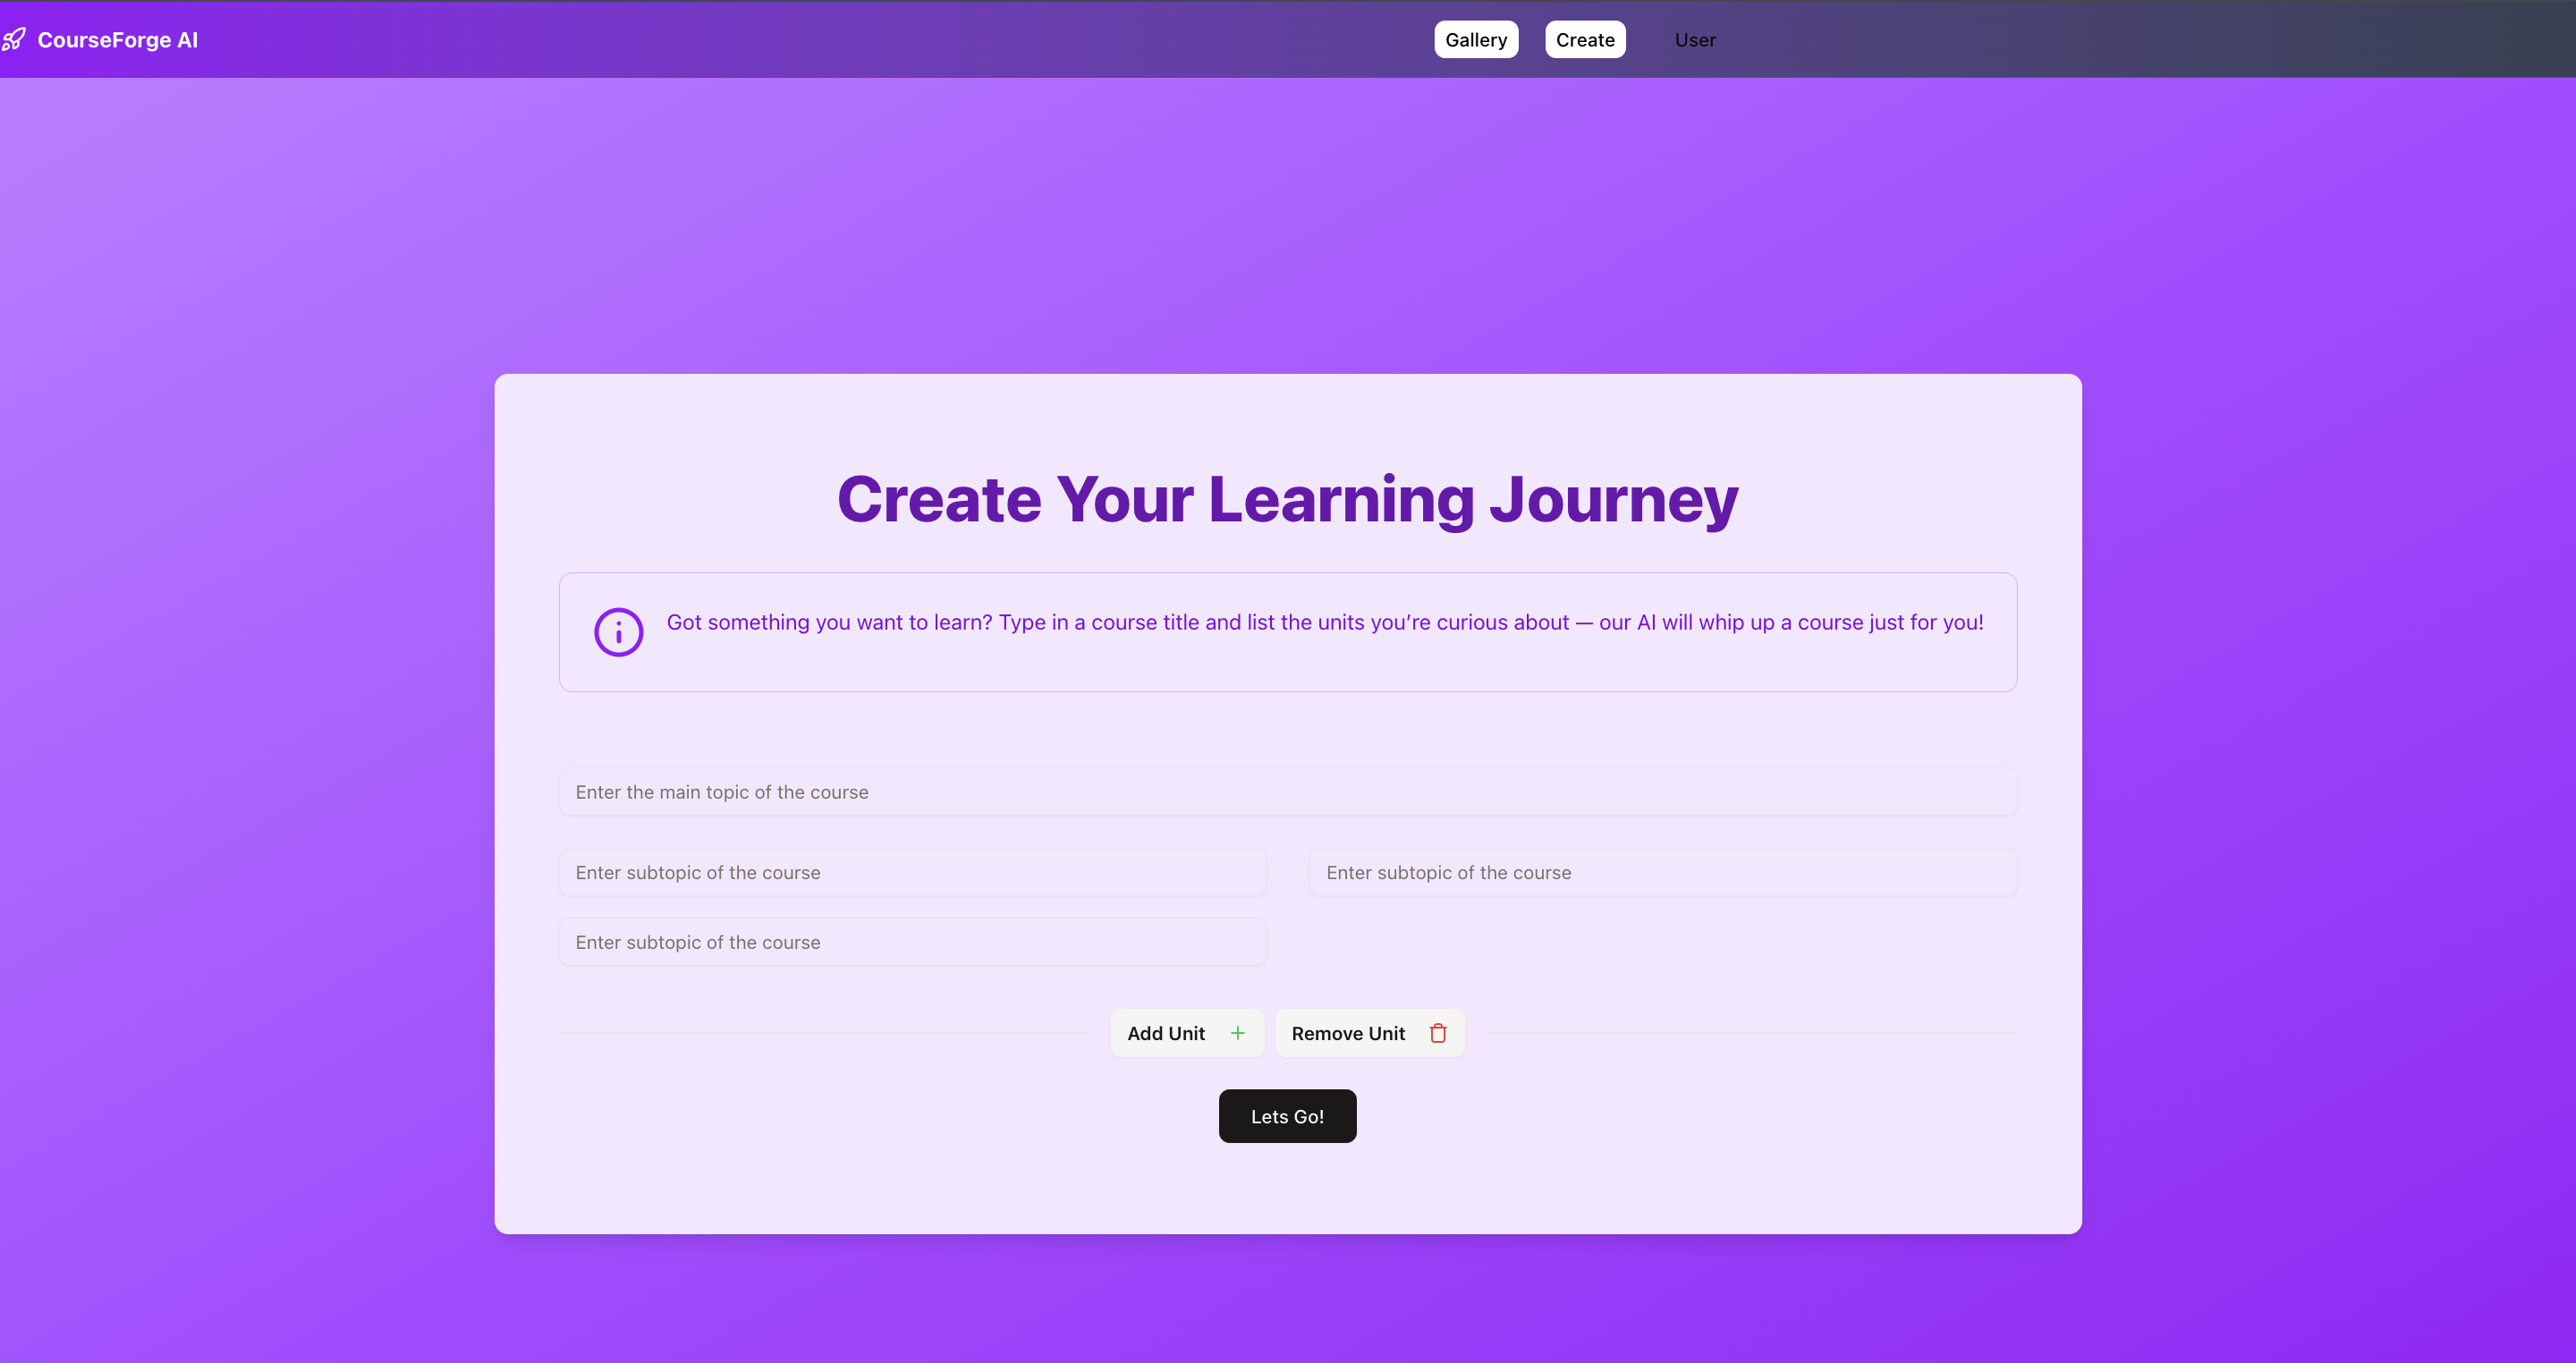 CourseForge AI
Gallery
Create
User
Create Your Learning Journey
Got something you want to learn? Type in a course title and list the units you’re curious about — our AI will whip up a course just for you!
Enter the main topic of the course
Enter subtopic of the course
Enter subtopic of the course
Enter subtopic of the course
Add Unit
Remove Unit
Lets Go!